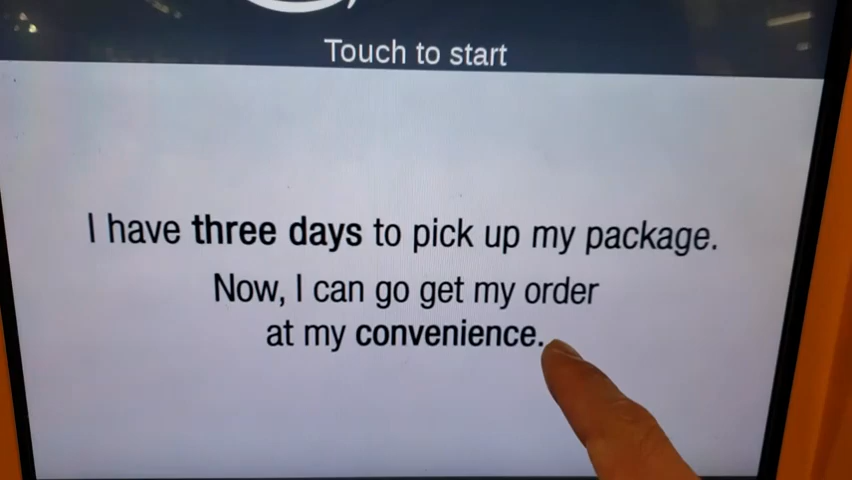 Touch to start
I have three days to pick up my package.
Now, I can go get my order
at my convenience.